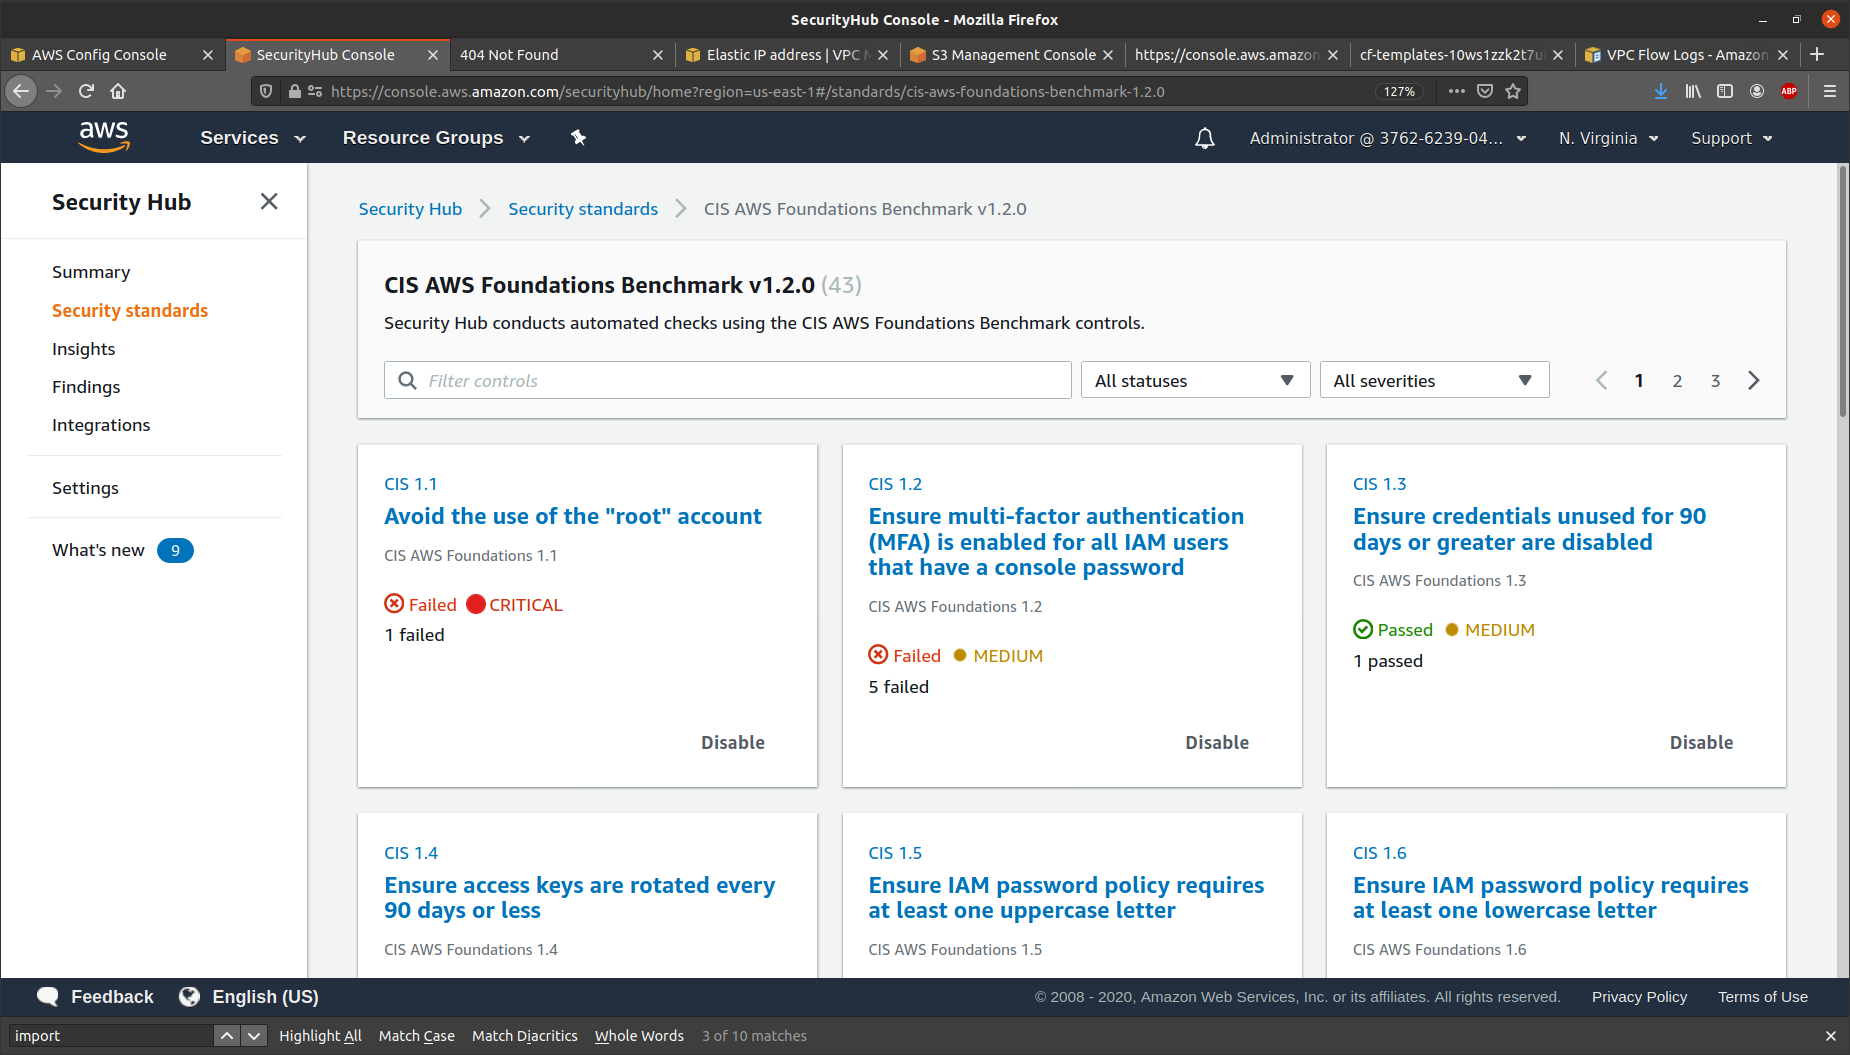 SecurityHub Console - Mozilla Firefox
AWS Config Console
SecurityHub Console
404 Not Found
Elastic IP address | VPC
S3 Management Console
https://console.aws.amazon
cf-templates-10ws1zzk2t7u
VPC Flow Logs - Amazon
https://console.aws.amazon.com/securityhub/home?region=us-east-1#/standards/cis-aws-foundations-benchmark-1.2.0
127%
ABP
aws
Services
Resource Groups
Administrator @ 3762-6239-04...
N. Virginia
Support
Security Hub
Summary
Security standards
Insights
Findings
Integrations
Settings
What's new 9
Security Hub > Security standards > CIS AWS Foundations Benchmark v1.2.0
CIS AWS Foundations Benchmark v1.2.0 (43)
Security Hub conducts automated checks using the CIS AWS Foundations Benchmark controls.
Filter controls
All statuses
All severities
1 2 3
CIS 1.1
Avoid the use of the "root" account
CIS AWS Foundations 1.1
Failed CRITICAL
1 failed
Disable
CIS 1.2
Ensure multi-factor authentication
(MFA) is enabled for all IAM users
that have a console password
CIS AWS Foundations 1.2
Failed MEDIUM
5 failed
Disable
CIS 1.3
Ensure credentials unused for 90
days or greater are disabled
CIS AWS Foundations 1.3
Passed MEDIUM
1 passed
Disable
CIS 1.4
Ensure access keys are rotated every
90 days or less
CIS AWS Foundations 1.4
CIS 1.5
Ensure IAM password policy requires
at least one uppercase letter
CIS AWS Foundations 1.5
CIS 1.6
Ensure IAM password policy requires
at least one lowercase letter
CIS AWS Foundations 1.6
Feedback
English (US)
© 2008 - 2020, Amazon Web Services, Inc. or its affiliates. All rights reserved.
Privacy Policy
Terms of Use
import
Highlight All
Match Case
Match Diacritics
Whole Words
3 of 10 matches